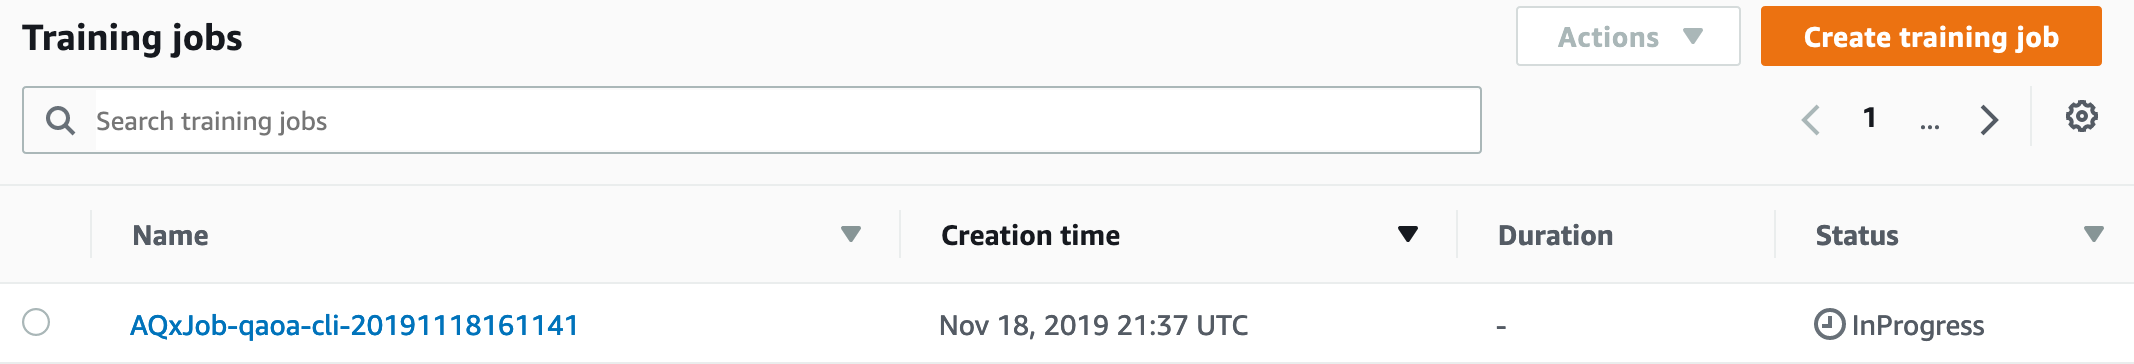 Training jobs
Actions
Create training job
Search training jobs
1 ...
Name Creation time Duration Status
AQxJob-qaoa-cli-20191118161141 Nov 18, 2019 21:37 UTC - InProgress